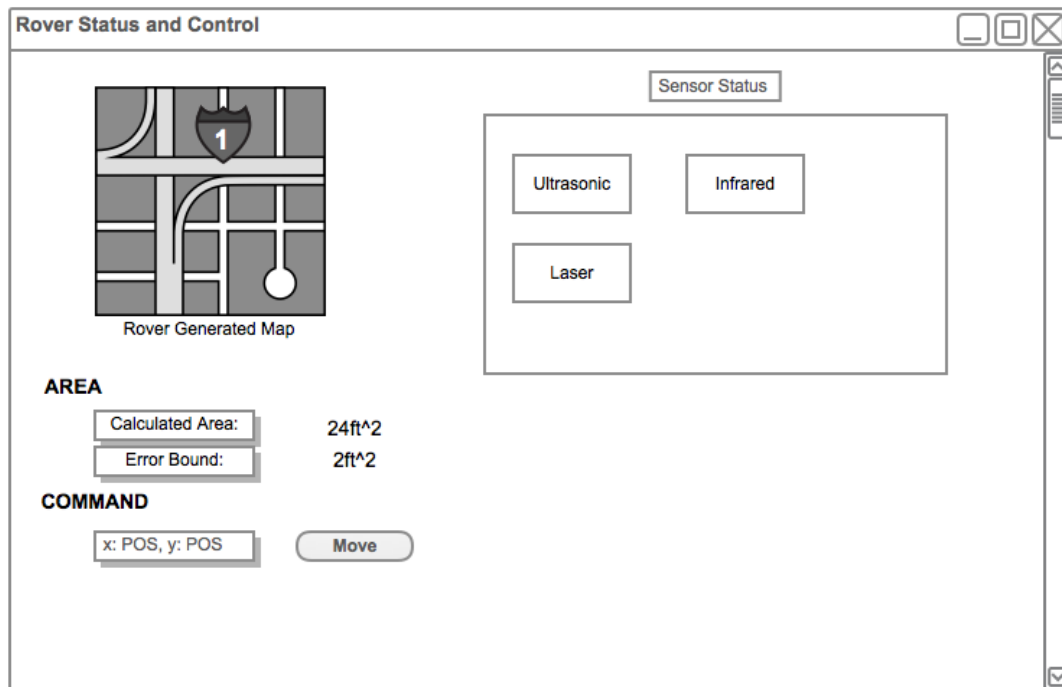 Rover Status and Control
1
Rover Generated Map
Sensor Status
Ultrasonic
Infrared
Laser
AREA
Calculated Area:
24ft^2
Error Bound:
2ft^2
COMMAND
x: POS, y: POS
Move